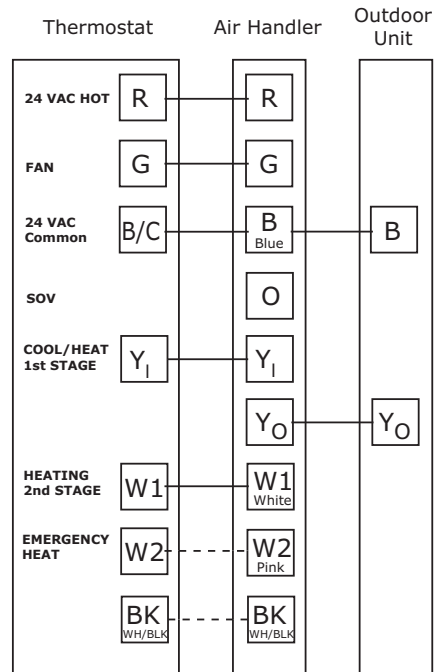 Thermostat Air Handler Outdoor
Unit
24 VAC HOT R R
FAN G G
24 VAC
Common B/C B B
Blue
SOV O
COOL/HEAT
1st STAGE YI YI
YO YO
HEATING
2nd STAGE W1 W1
White
EMERGENCY
HEAT W2 W2
Pink
BK BK
WH/BLK WH/BLK